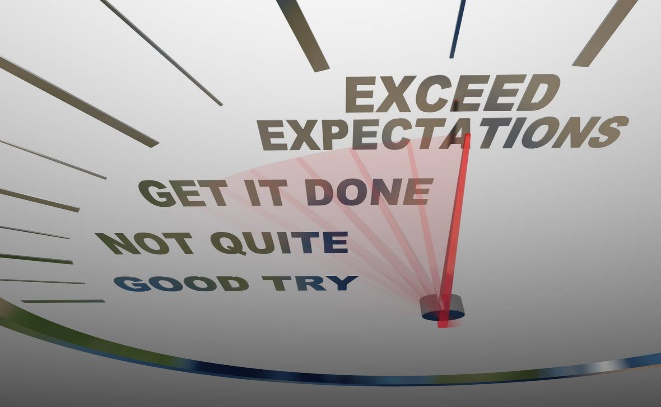 EXCEED
EXPECTATIONS
GET IT DONE
NOT QUITE
GOOD TRY